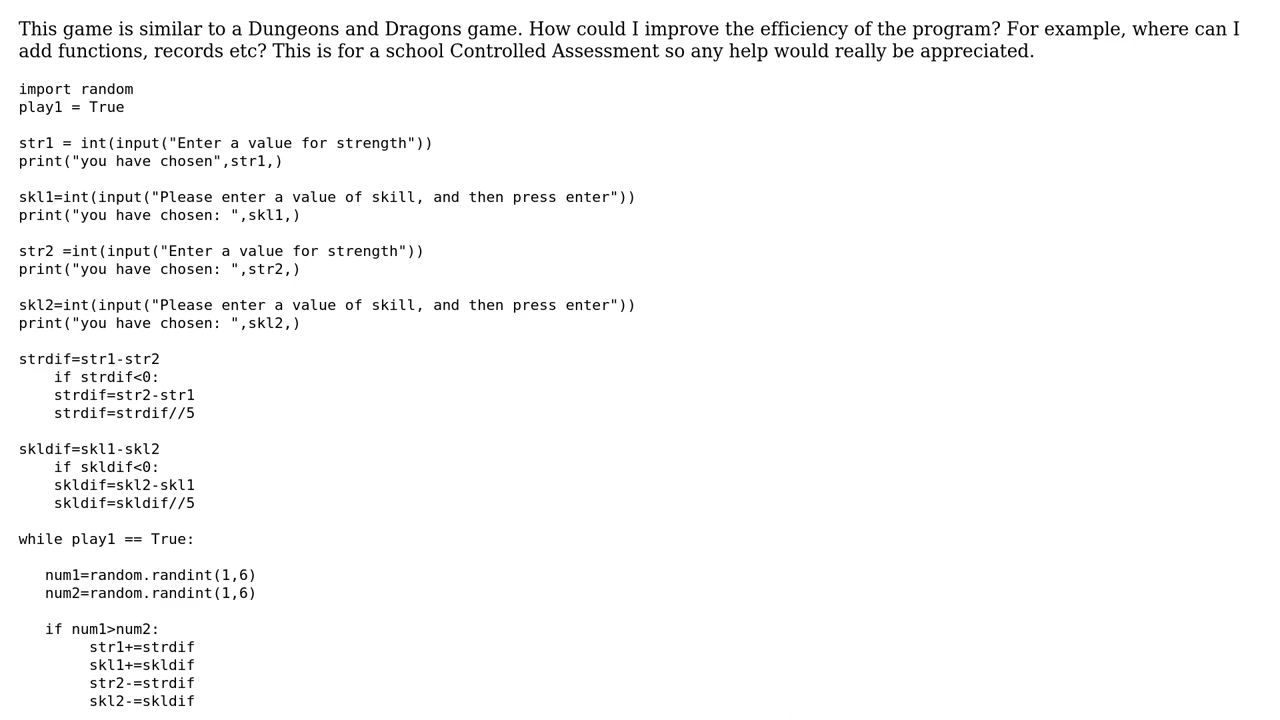 This game is similar to a Dungeons and Dragons game. How could I improve the efficiency of the program? For example, where can I
add functions, records etc? This is for a school Controlled Assessment so any help would really be appreciated.
import random
play1 = True
str1 = int(input("Enter a value for strength"))
print("you have chosen",str1,)
skl1=int(input("Please enter a value of skill, and then press enter"))
print("you have chosen: ",skl1,)
str2 =int(input("Enter a value for strength"))
print("you have chosen: ",str2,)
skl2=int(input("Please enter a value of skill, and then press enter"))
print("you have chosen: ",skl2,)
strdif=str1-str2
    if strdif<0:
    strdif=str2-str1
    strdif=strdif//5
skldif=skl1-skl2
    if skldif<0:
    skldif=skl2-skl1
    skldif=skldif//5
while play1 == True:
   num1=random.randint(1,6)
   num2=random.randint(1,6)
   if num1>num2:
        str1+=strdif
        skl1+=skldif
        str2-=strdif
        skl2-=skldif